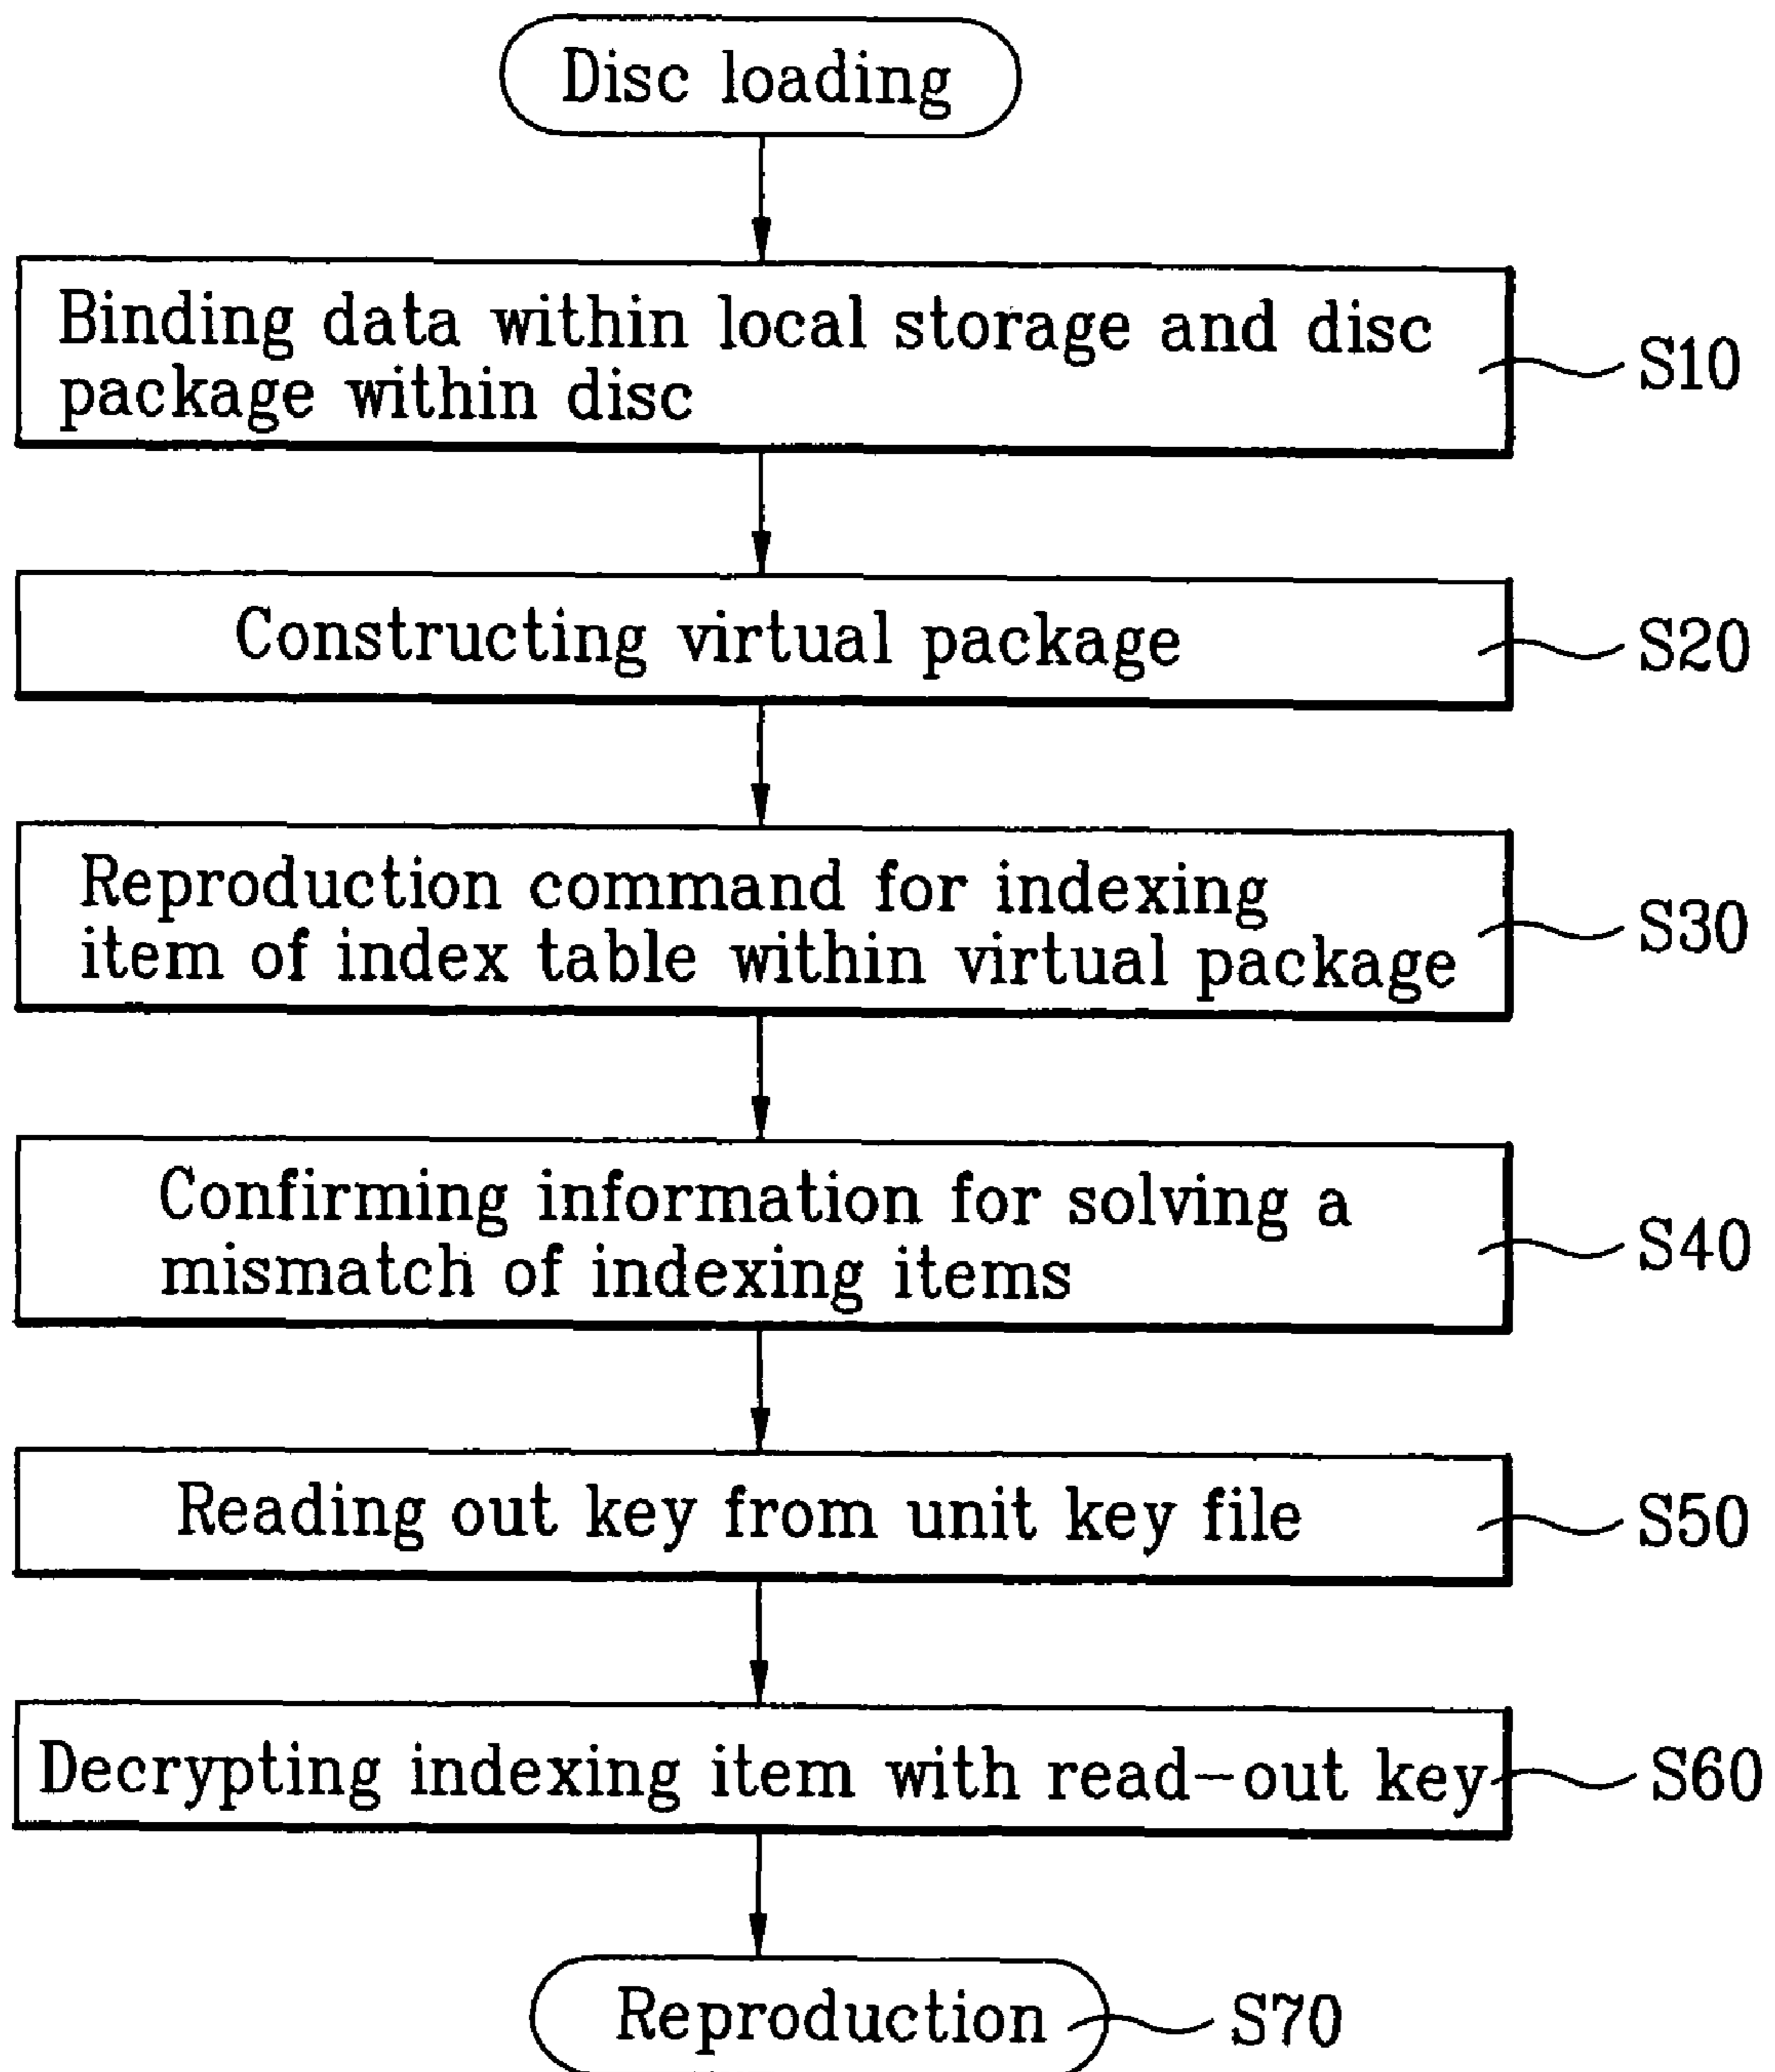 Disc loading
Binding data within local storage and disc
package within disc
S10
Constructing virtual package
S20
Reproduction command for indexing
item of index table within virtual package
S30
Confirming information for solving a
mismatch of indexing items
S40
Reading out key from unit key file
S50
Decrypting indexing item with read-out key
S60
Reproduction
S70